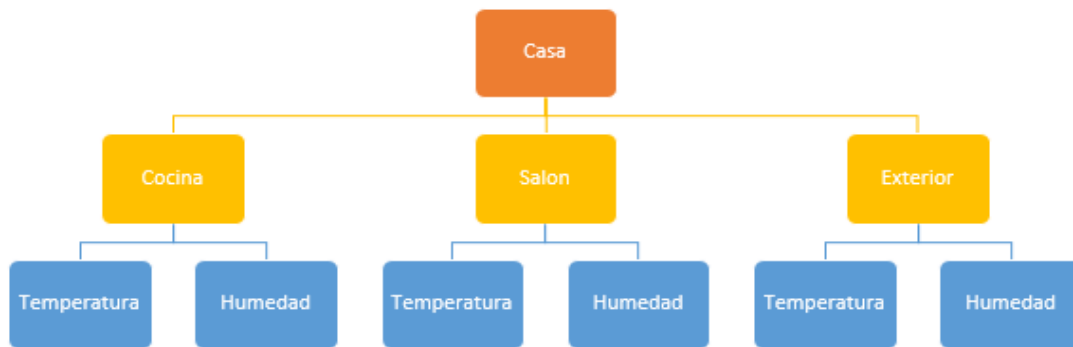 Casa
Cocina
Salon
Exterior
Temperatura
Humedad
Temperatura
Humedad
Temperatura
Humedad